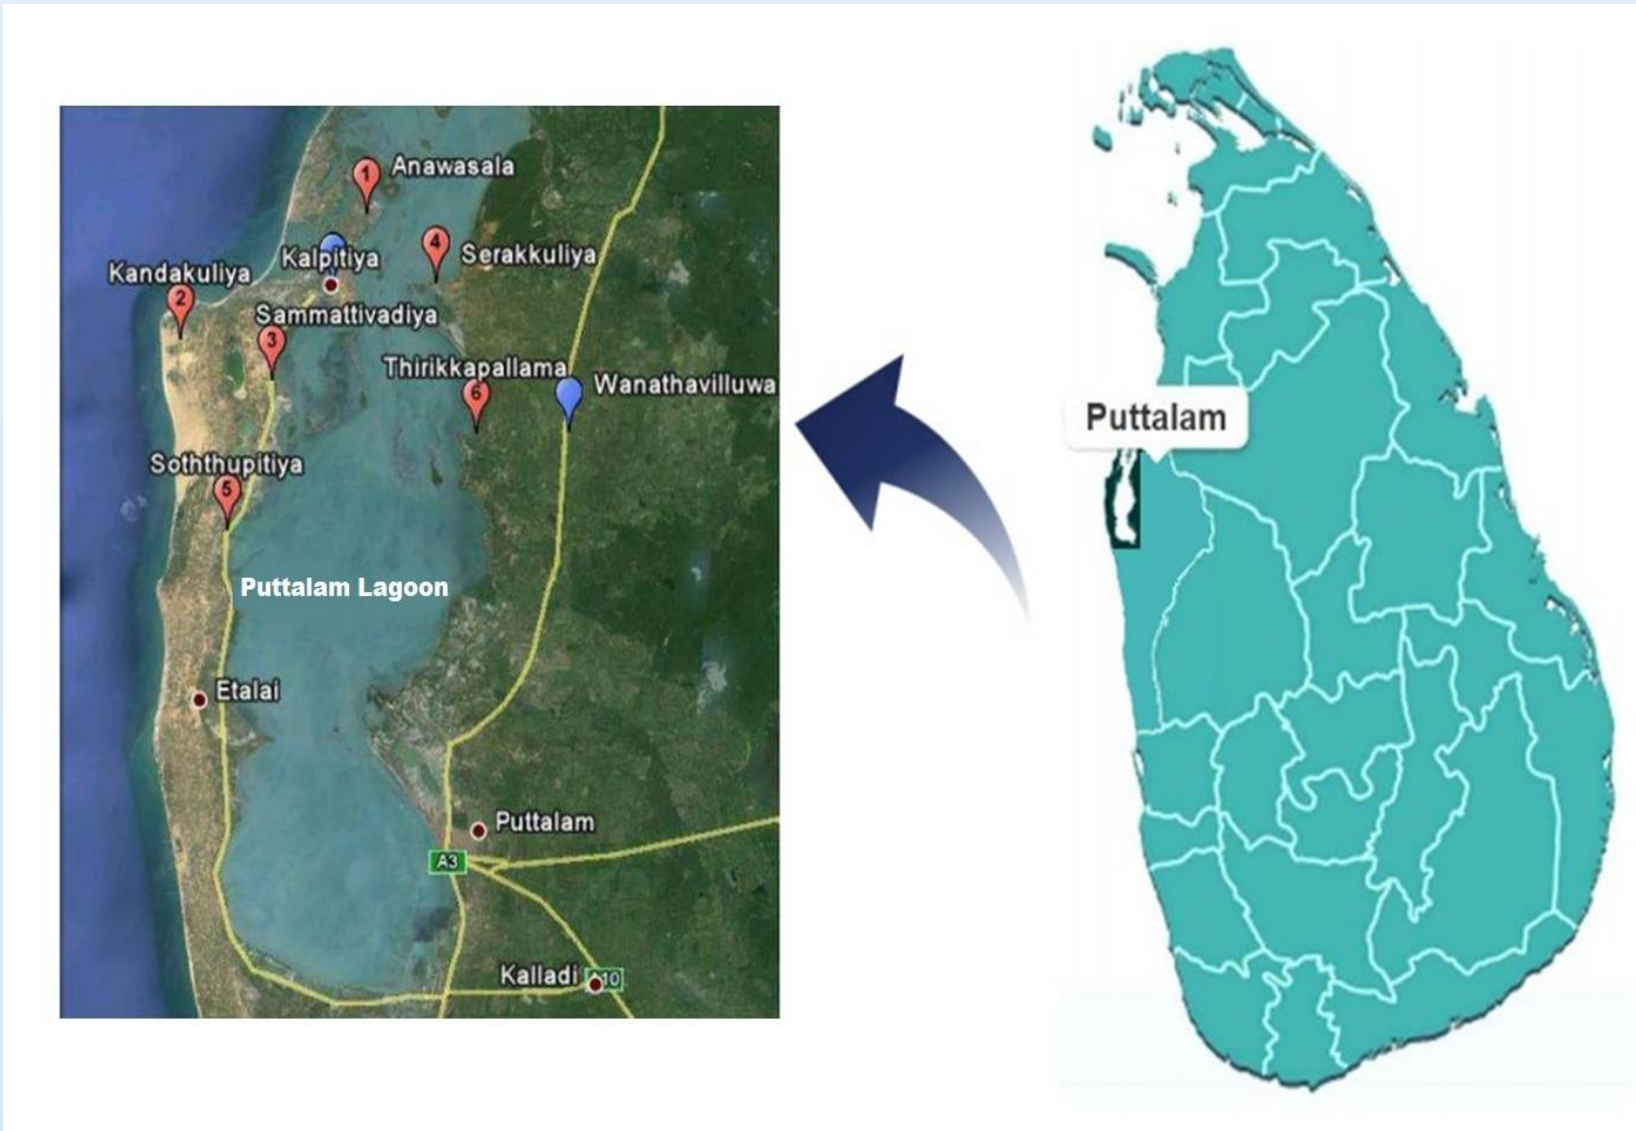 1
Anawasala
4
Serakkuliya
Kalpitiya
Kandakuliya
2
Sammattivadiya
3
Thirikkapallama
6
Wanathavilluwa
Soththupitiya
5
Puttalam Lagoon
Etalai
Puttalam
A3
Kalladi
A10
Puttalam